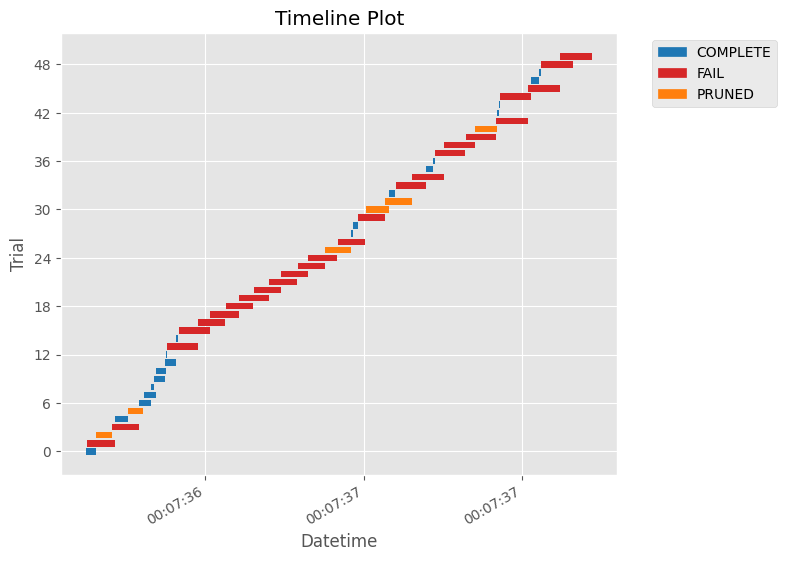 Timeline Plot
COMPLETE
FAIL
PRUNED
Trial
48
42
36
30
24
18
12
6
0
00:07:36
00:07:37
00:07:37
Datetime